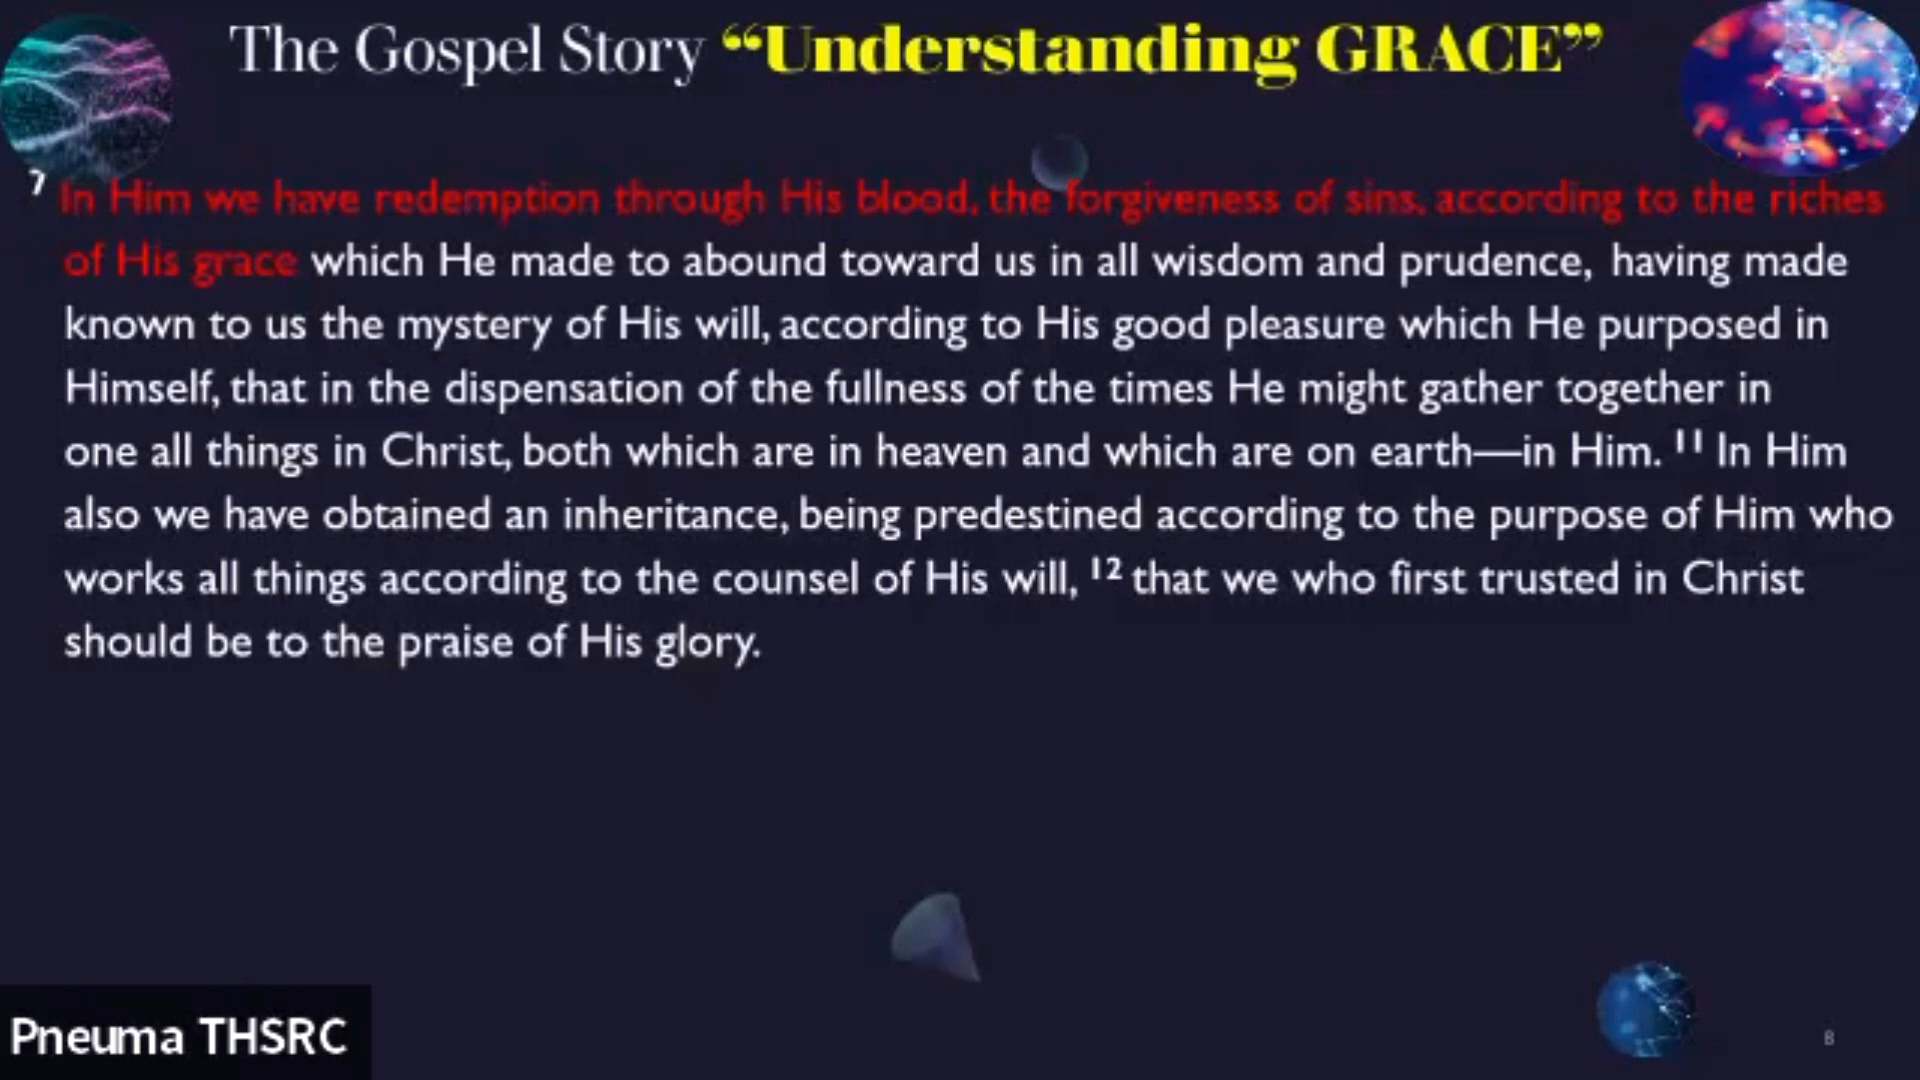 The Gospel Story “Understanding GRACE”
7 In Him we have redemption through His blood, the forgiveness of sins, according to the riches
of His grace which He made to abound toward us in all wisdom and prudence, having made
known to us the mystery of His will, according to His good pleasure which He purposed in
Himself, that in the dispensation of the fullness of the times He might gather together in
one all things in Christ, both which are in heaven and which are on earth—in Him. 11 In Him
also we have obtained an inheritance, being predestined according to the purpose of Him who
works all things according to the counsel of His will, 12 that we who first trusted in Christ
should be to the praise of His glory.
Pneuma THSRC
8